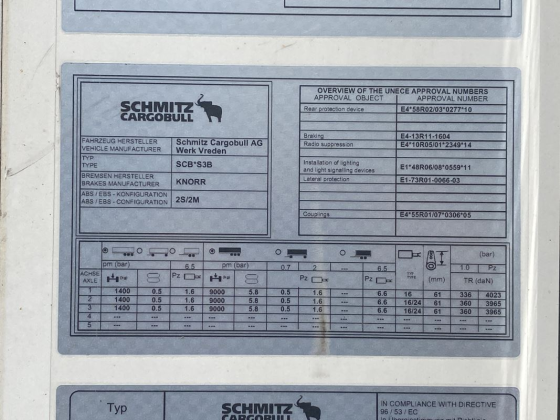 SCHMITZ
CARGOBULL
FAHRZEUG HERSTELLER
VEHICLE MANUFACTURER
Schmitz Cargobull AG
Werk Vreden
TYP
TYPE
SCB*S3B
BREMSEN HERSTELLER
BRAKES MANUFACTURER
KNORR
ABS / EBS - KONFIGURATION
ABS / EBS - CONFIGURATION
2S/2M
OVERVIEW OF THE UNECE APPROVAL NUMBERS
APPROVAL OBJECT APPROVAL NUMBER
Rear protection device E4*58R02/03*0277*10
Braking E4-13R11-1604
Radio suppression E4*10R05/01*2349*14
Installation of lighting
and light signalling devices E1*48R06/08*0559*11
Lateral protection E1-73R01-0066-03
Couplings E4*55R01/07*0306*05
pm (bar) 6.5 pm (bar) 0.7 2 --- 6.5 (mm) (bar)
1.0 Pz
ACHSE
AXLE
Pz Pz Pz TR (daN)
1 1400 0.5 1.6 9000 5.8 0.5 1.6 --- 6.6 16 61 336 4023
2 1400 0.5 1.6 9000 5.8 0.5 1.6 --- 6.6 16/24 61 360 3965
3 1400 0.5 1.6 9000 5.8 0.5 1.6 --- 6.6 16/24 61 360 3965
4 --- --- --- --- --- --- --- --- --- --- --- --- ---
5 --- --- --- --- --- --- --- --- --- --- --- --- ---
Typ
SCHMITZ
CARGOBULL
IN COMPLIANCE WITH DIRECTIVE
96 / 53 / EC